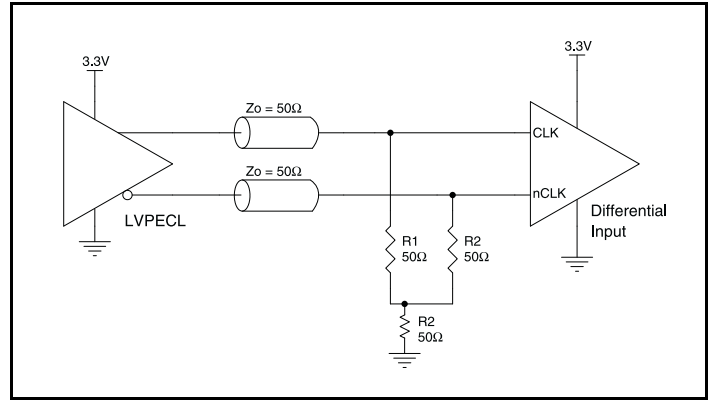 3.3V
3.3V
Zo = 50Ω
CLK
Zo = 50Ω
nCLK
LVPECL
Differential
Input
R1
50Ω
R2
50Ω
R2
50Ω